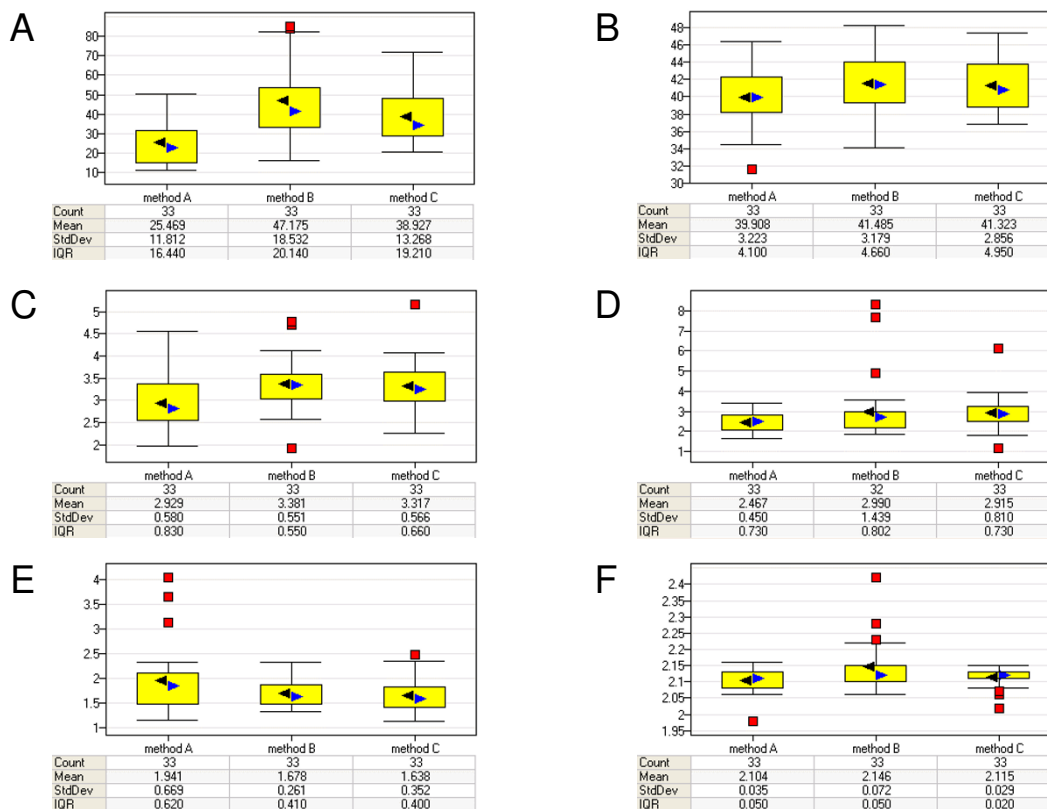 A
80
70
60
50
40
30
20
10
method A method B method C
Count 33 33 33
Mean 25.469 47.175 38.927
StdDev 11.812 18.532 13.268
IQR 16.440 20.140 19.210
B
48
46
44
42
40
38
36
34
32
30
method A method B method C
Count 33 33 33
Mean 39.908 41.485 41.323
StdDev 3.223 3.179 2.856
IQR 4.100 4.660 4.950
C
5
4.5
4
3.5
3
2.5
2
method A method B method C
Count 33 33 33
Mean 2.929 3.381 3.317
StdDev 0.580 0.551 0.566
IQR 0.830 0.550 0.660
D
8
7
6
5
4
3
2
1
method A method B method C
Count 33 32 33
Mean 2.467 2.990 2.915
StdDev 0.450 1.439 0.810
IQR 0.730 0.802 0.730
E
4
3.5
3
2.5
2
1.5
1
method A method B method C
Count 33 33 33
Mean 1.941 1.678 1.638
StdDev 0.669 0.261 0.352
IQR 0.620 0.410 0.400
F
2.4
2.35
2.3
2.25
2.2
2.15
2.1
2.05
2
1.95
method A method B method C
Count 33 33 33
Mean 2.104 2.146 2.115
StdDev 0.035 0.072 0.029
IQR 0.050 0.050 0.020